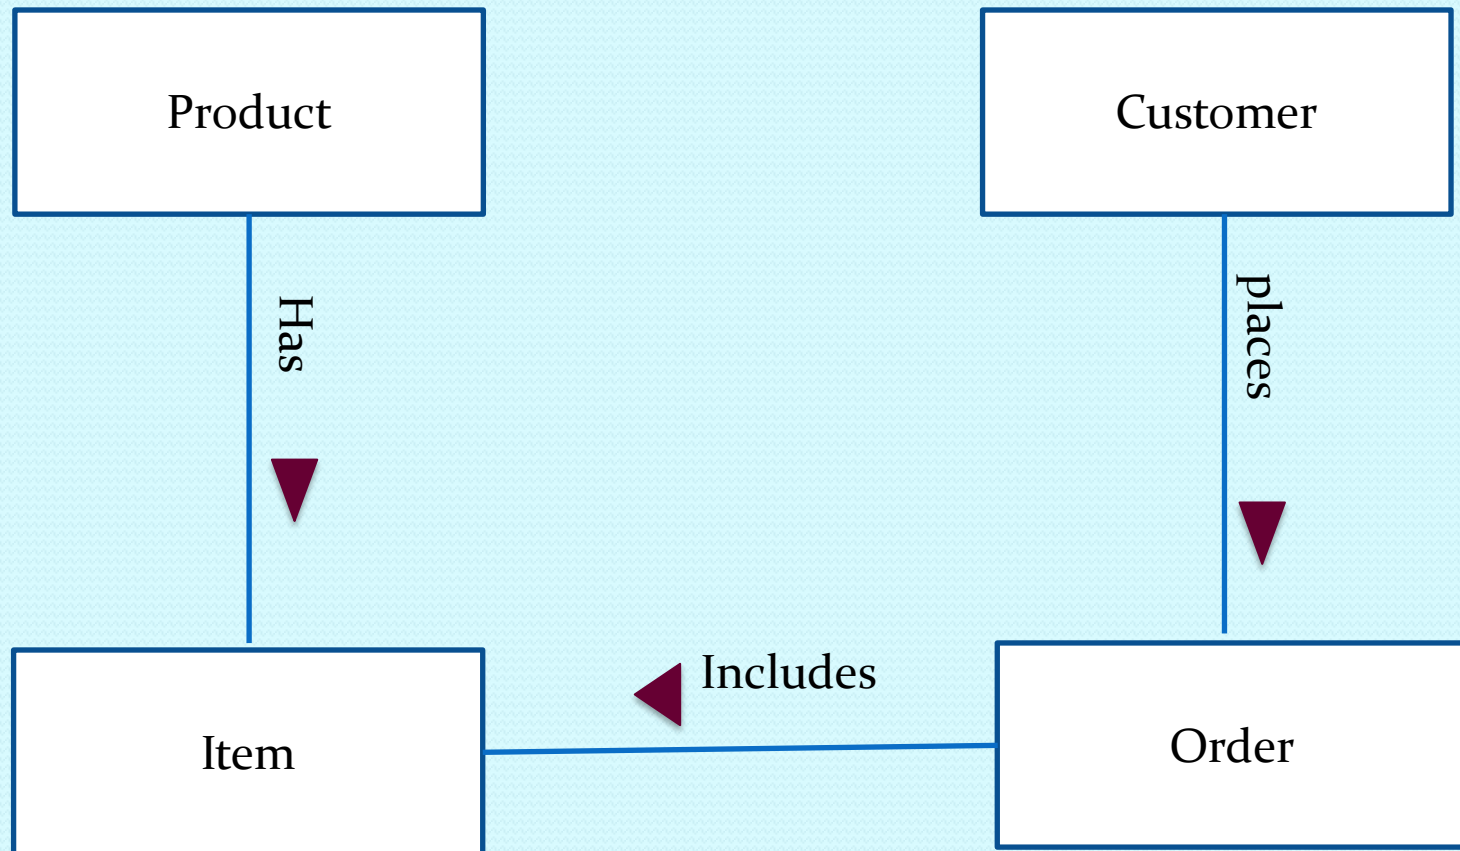 Product
Customer
Has
places
Includes
Item
Order